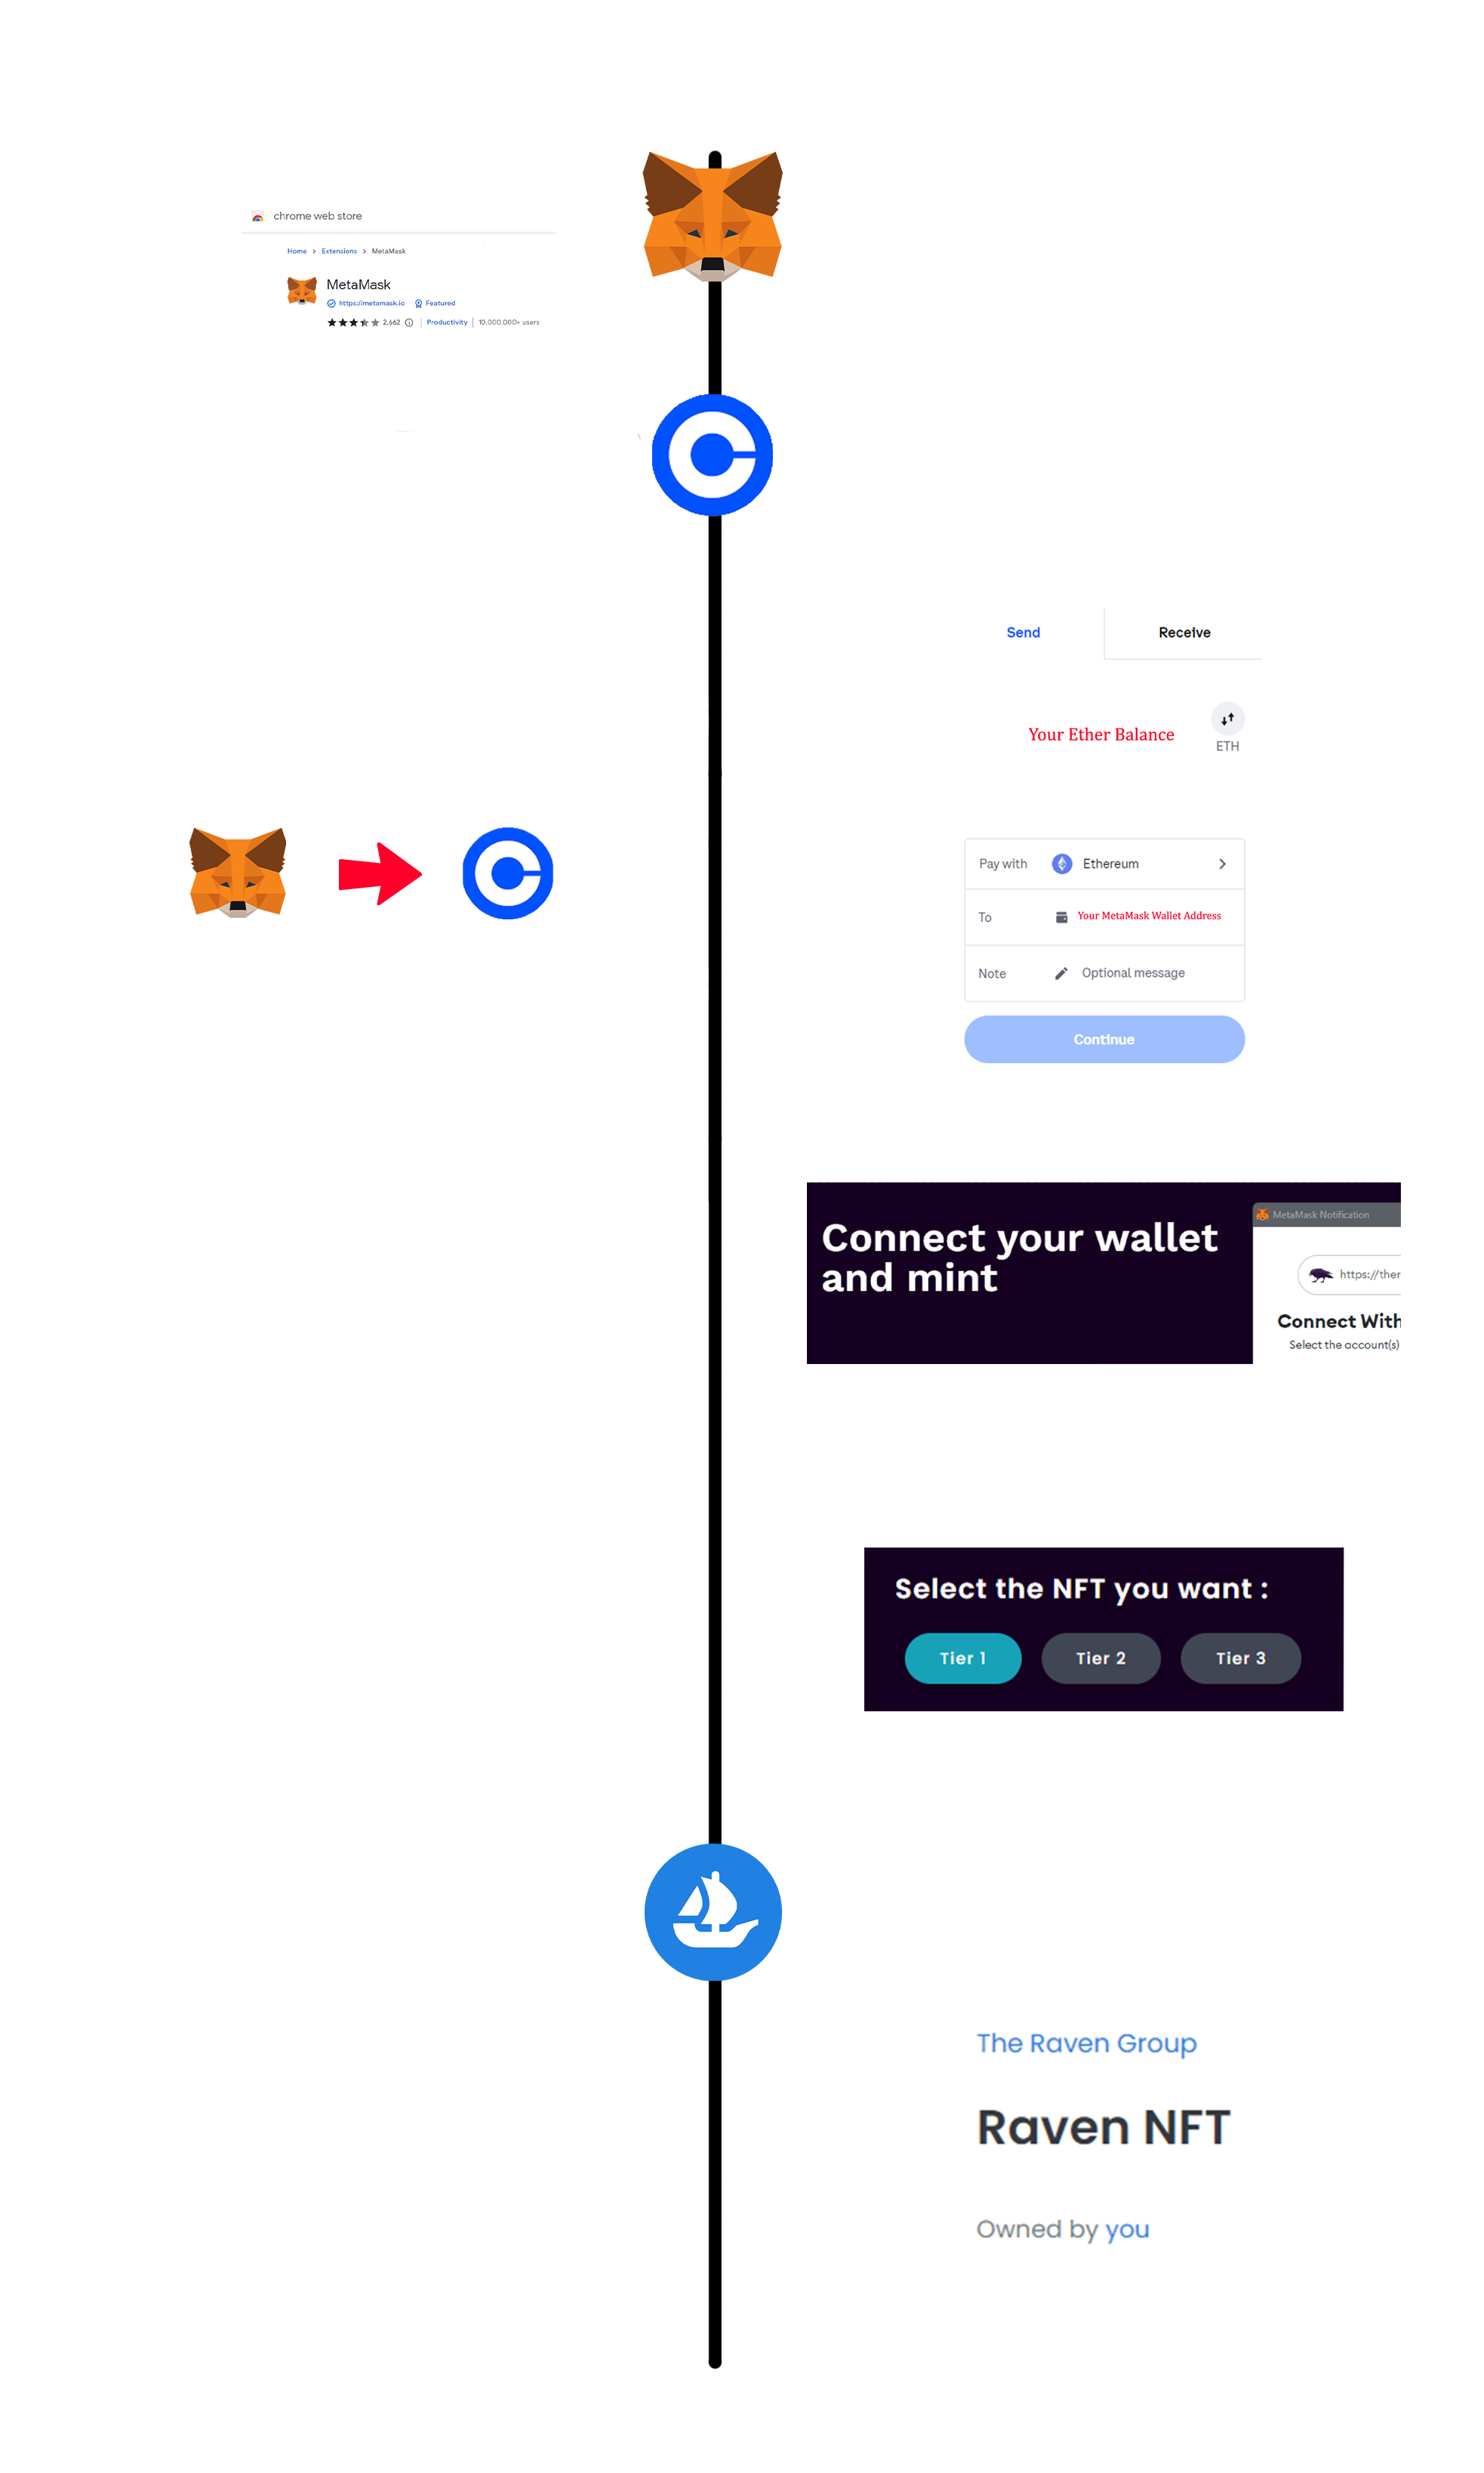 chrome web store
Home > Extensions > MetaMask
MetaMask
https://metamask.io Featured
2,662 Productivity 10,000,000+ users
Send Receive
Your Ether Balance
ETH
Pay with Ethereum
To Your MetaMask Wallet Address
Note Optional message
Continue
Connect your wallet
and mint
MetaMask Notification
https://ther
Connect With
Select the account(s)
Select the NFT you want :
Tier 1 Tier 2 Tier 3
The Raven Group
Raven NFT
Owned by you